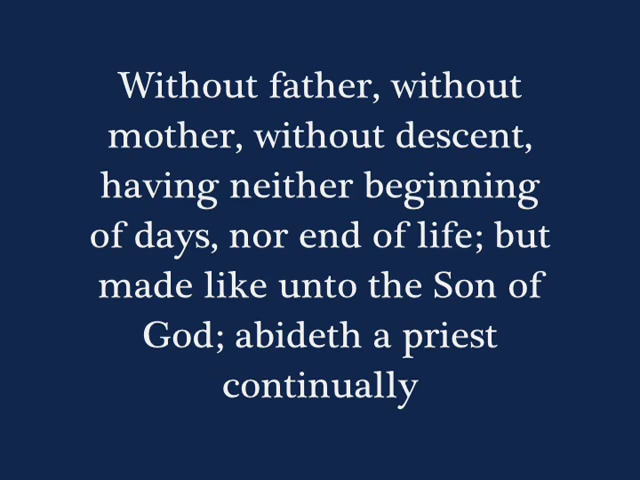 Without father, without
mother, without descent,
having neither beginning
of days, nor end of life; but
made like unto the Son of
God; abideth a priest
continually